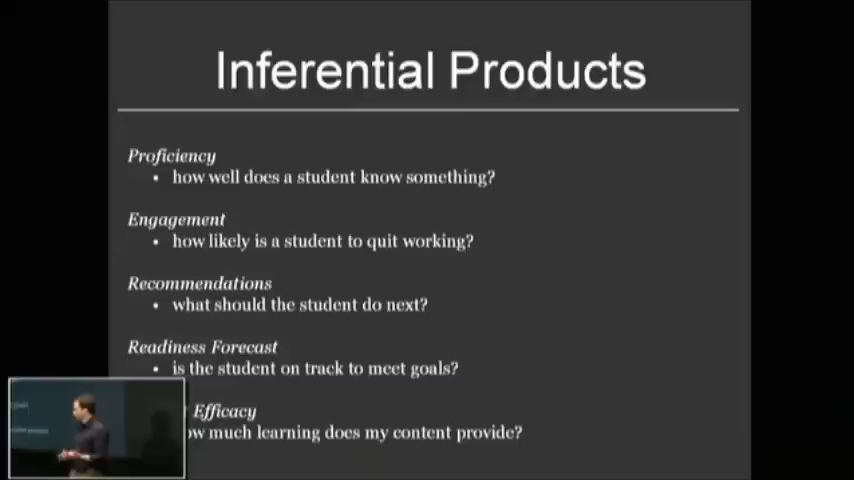 Inferential Products
Proficiency
• how well does a student know something?
Engagement
• how likely is a student to quit working?
Recommendations
• what should the student do next?
Readiness Forecast
• is the student on track to meet goals?
Efficacy
much learning does my content provide?